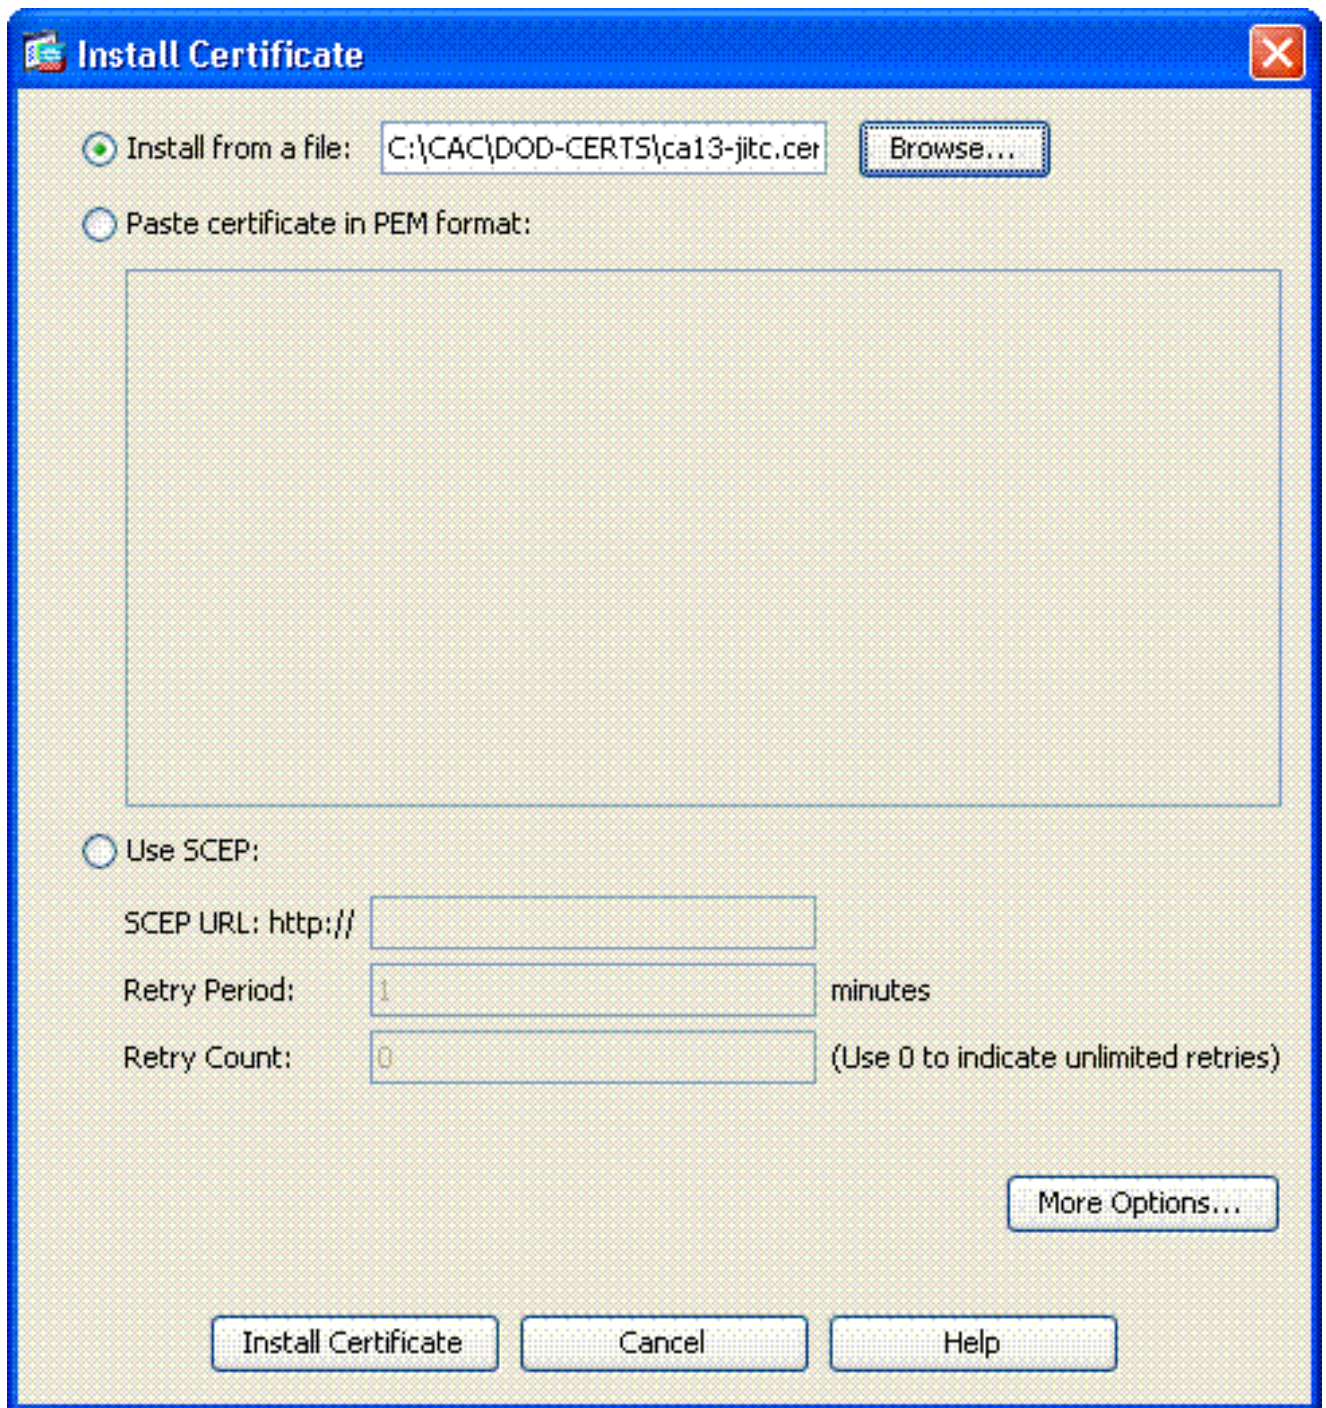 Install Certificate
Install from a file: C:\CAC\DOD-CERTS\ca13-jitc.cer Browse...
Paste certificate in PEM format:
Use SCEP:
SCEP URL: http://
Retry Period: 1 minutes
Retry Count: 0 (Use 0 to indicate unlimited retries)
More Options...
Install Certificate Cancel Help